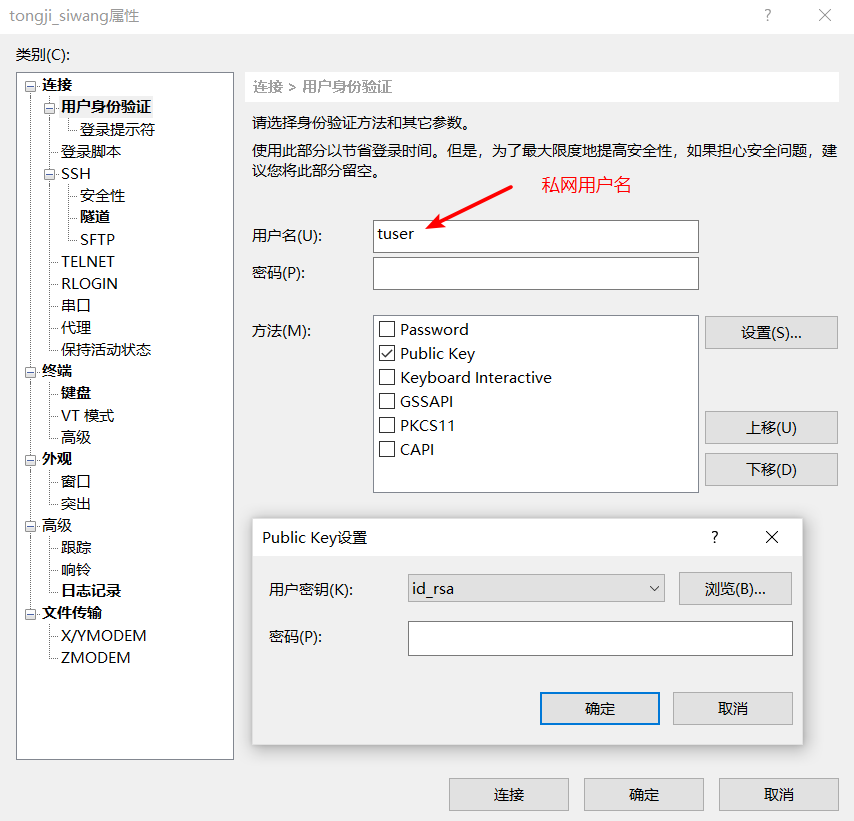 tongji_siwang属性
类别(C):
连接
用户身份验证
登录提示符
登录脚本
SSH
安全性
隧道
SFTP
TELNET
RLOGIN
串口
代理
保持活动状态
终端
键盘
VT 模式
高级
外观
窗口
突出
高级
跟踪
响铃
日志记录
文件传输
X/YMODEM
ZMODEM
连接 > 用户身份验证
请选择身份验证方法和其它参数。
使用此部分以节省登录时间。但是，为了最大限度地提高安全性，如果担心安全问题，建
议您将此部分留空。
私网用户名
用户名(U):
tuser
密码(P):
方法(M):
Password
Public Key
Keyboard Interactive
GSSAPI
PKCS11
CAPI
设置(S)...
上移(U)
下移(D)
Public Key设置
?
用户密钥(K):
id_rsa
浏览(B)...
密码(P):
确定
取消
连接
确定
取消